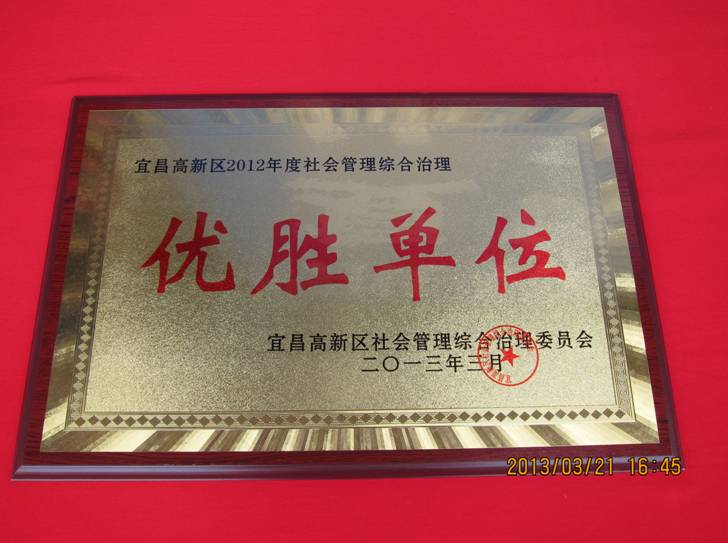 宜昌高新区2012年度社会管理综合治理
优胜单位
宜昌高新区社会管理综合治理委员会
二〇一三年三月
2013/03/21 16:45